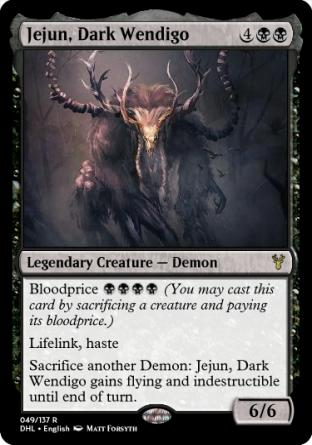 Jejun, Dark Wendigo 4
Legendary Creature — Demon
Bloodprice (You may cast this
card by sacrificing a creature and paying
its bloodprice.)
Lifelink, haste
Sacrifice another Demon: Jejun, Dark
Wendigo gains flying and indestructible
until end of turn.
6/6
049/137 R
DHL • English Matt Forsyth